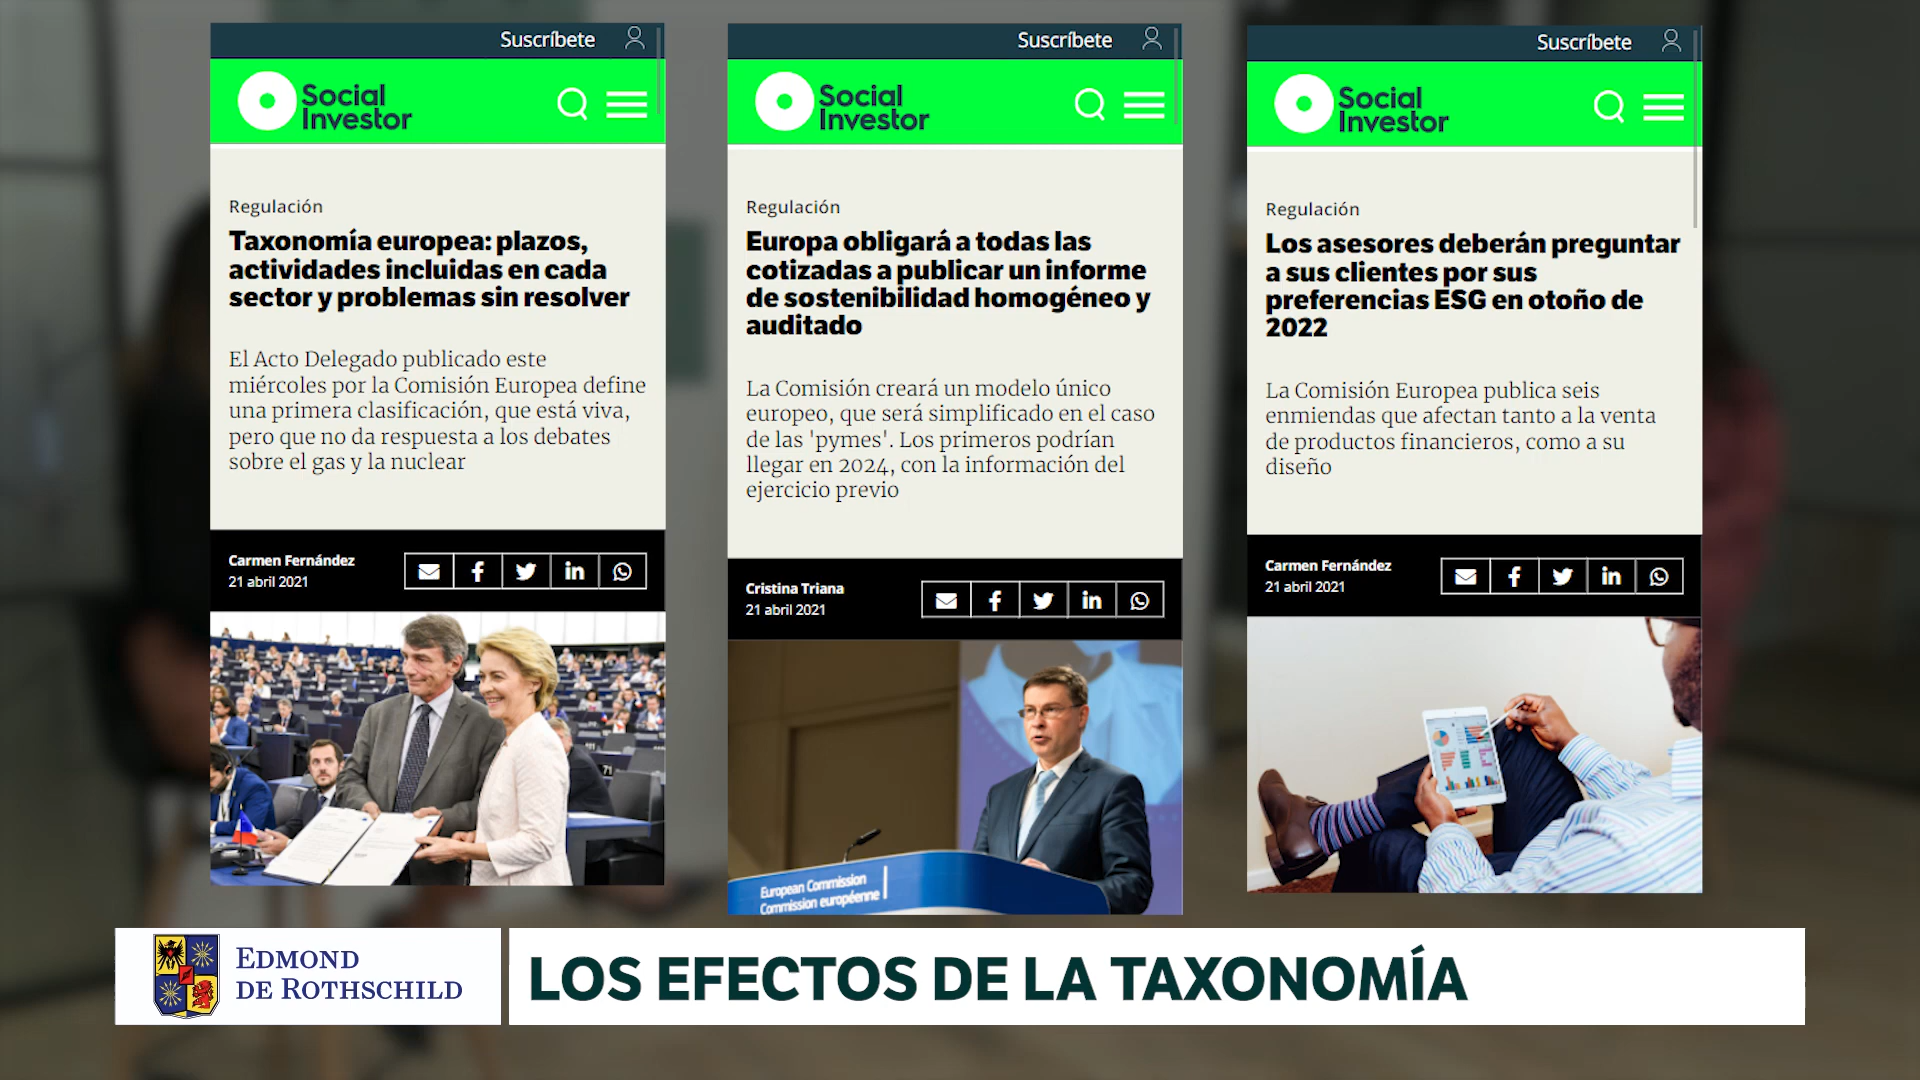 Suscríbete
Social
Investor
Regulación
Taxonomía europea: plazos,
actividades incluidas en cada
sector y problemas sin resolver
El Acto Delegado publicado este
miércoles por la Comisión Europea define
una primera clasificación, que está viva,
pero que no da respuesta a los debates
sobre el gas y la nuclear
Carmen Fernández
21 abril 2021
71
Suscríbete
Social
Investor
Regulación
Europa obligará a todas las
cotizadas a publicar un informe
de sostenibilidad homogéneo y
auditado
La Comisión creará un modelo único
europeo, que será simplificado en el caso
de las 'pymes'. Los primeros podrían
llegar en 2024, con la información del
ejercicio previo
Cristina Triana
21 abril 2021
European Commission
Commission européenne
Suscríbete
Social
Investor
Regulación
Los asesores deberán preguntar
a sus clientes por sus
preferencias ESG en otoño de
2022
La Comisión Europea publica seis
enmiendas que afectan tanto a la venta
de productos financieros, como a su
diseño
Carmen Fernández
21 abril 2021
EDMOND
DE ROTHSCHILD
LOS EFECTOS DE LA TAXONOMÍA